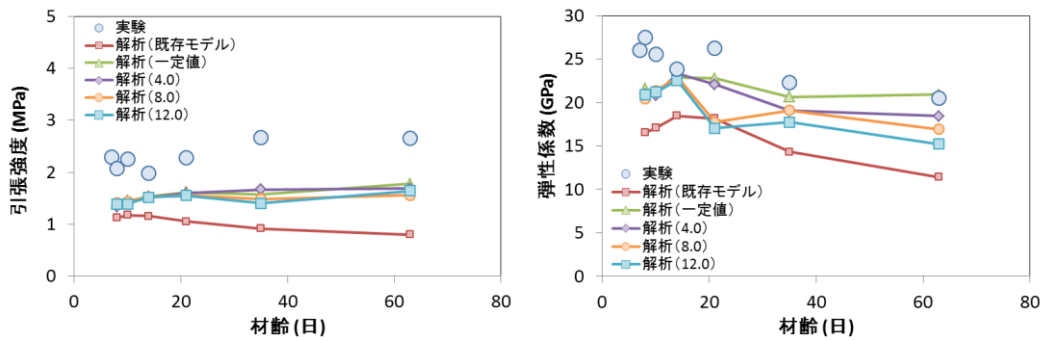 5
4
3
2
1
0
引張強度 (MPa)
実験
解析(既存モデル)
解析(一定値)
解析(4.0)
解析(8.0)
解析(12.0)
0 20 40 60 80
材齢 (日)
30
25
20
15
10
5
0
弾性係数 (GPa)
実験
解析(既存モデル)
解析(一定値)
解析(4.0)
解析(8.0)
解析(12.0)
0 20 40 60 80
材齢 (日)